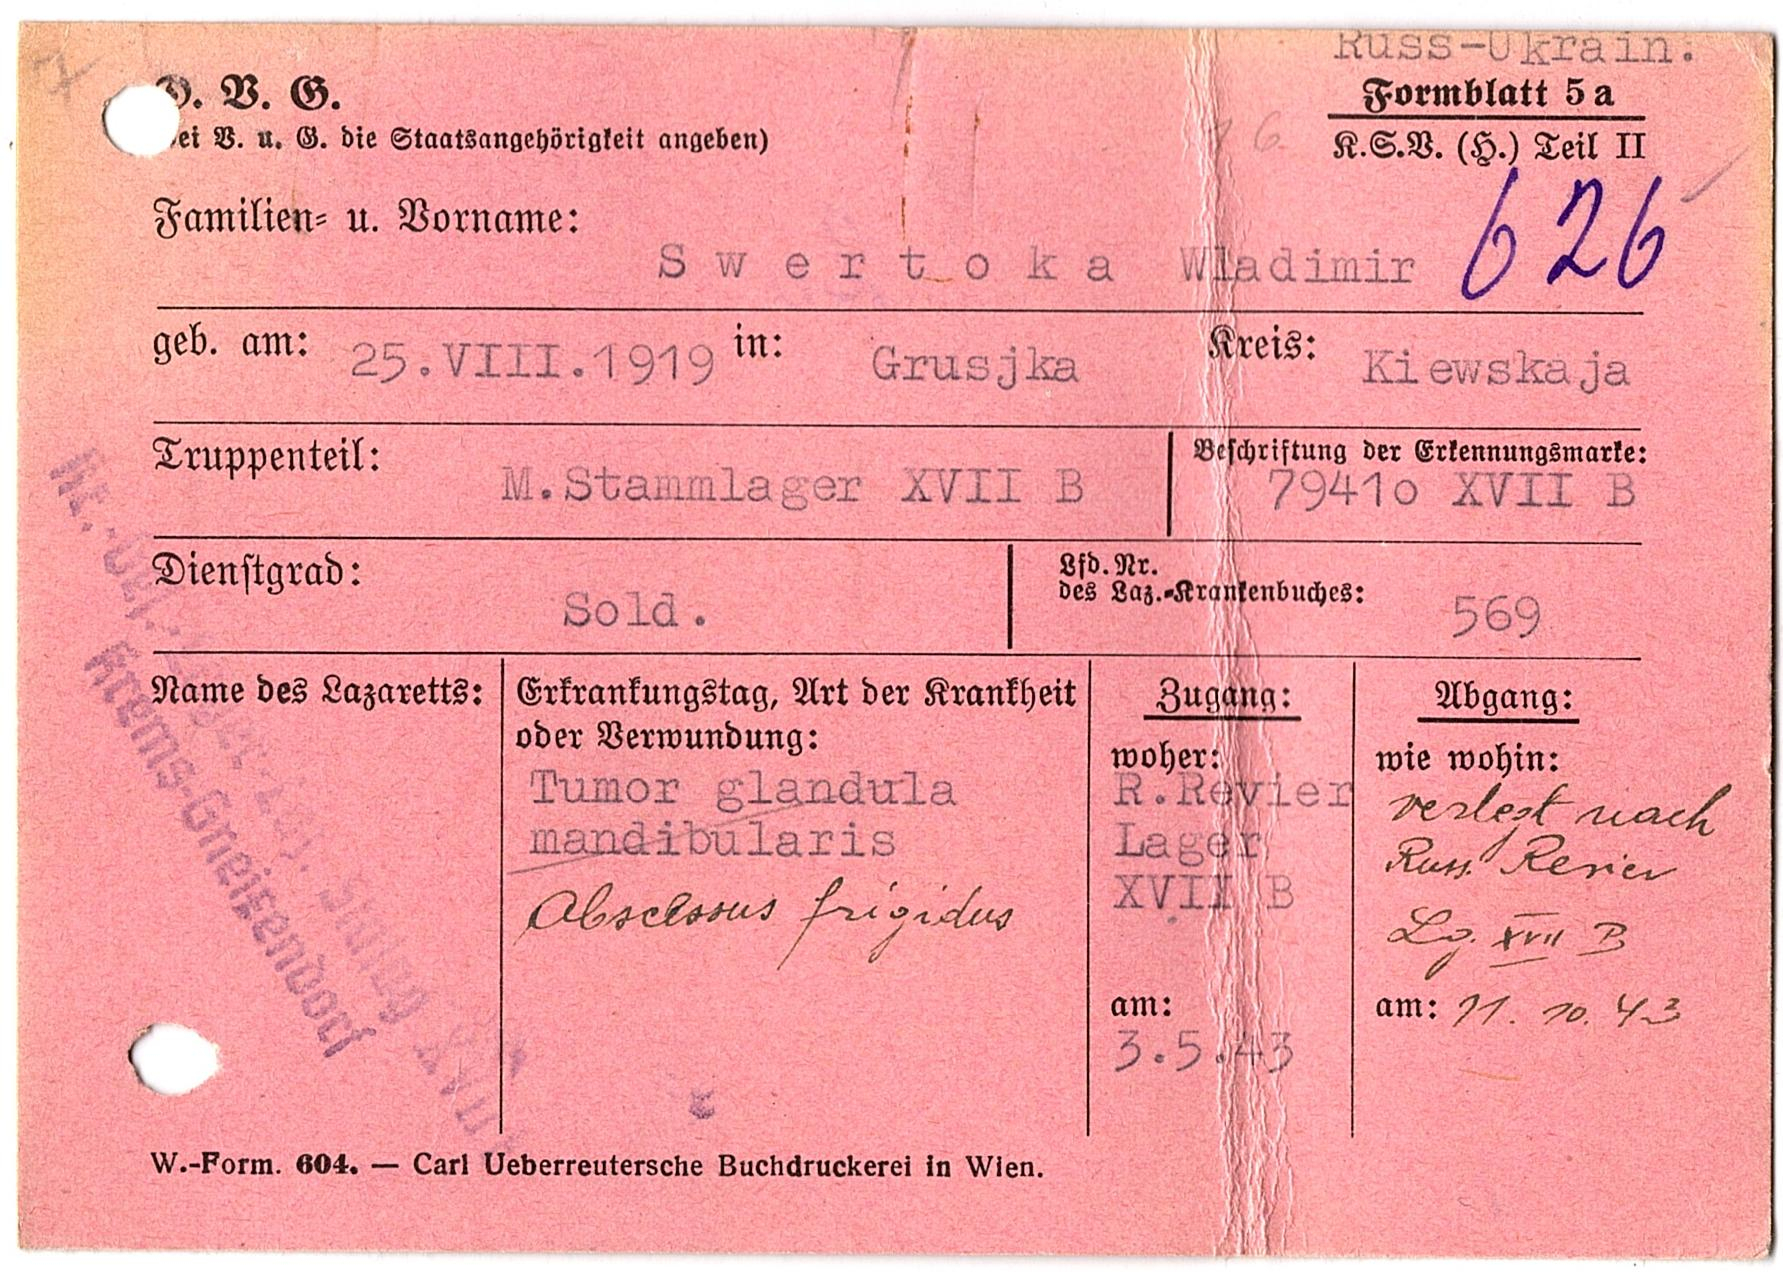 Russ-Ukrain.
Formblatt 5a
K.S.V. (H.) Teil II
626
D. V. G.
(Bei V. u. G. die Staatsangehörigkeit angeben)
Familien- u. Vorname:
Swertoka Wladimir
geb. am: 25.VIII.1919 in: Grusjka Kreis: Kiewskaja
Truppenteil: M.Stammlager XVII B
Beschriftung der Erkennungsmarke:
79410 XVII B
Dienstgrad: Sold.
Lfd. Nr.
des Laz.-Krankenbuches: 569
Name des Lazaretts:
Krems-Gneixendorf
Erkrankungstag, Art der Krankheit
oder Verwundung:
Tumor glandula
mandibularis
Abscessus frigidus
Zugang:
woher:
R.Revier
Lager
XVII B
am:
3.5.43
Abgang:
wie wohin:
verlegt nach
Russ. Revier
Lg. XVII B
am: 11. 10. 43
W.-Form. 604. — Carl Ueberreutersche Buchdruckerei in Wien.